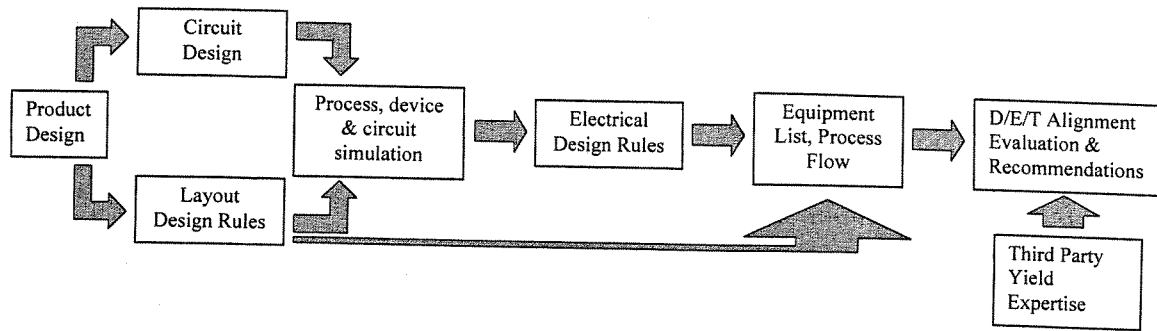 Circuit
Design
Product
Design
Process, device
& circuit
simulation
Electrical
Design Rules
Equipment
List, Process
Flow
D/E/T Alignment
Evaluation &
Recommendations
Layout
Design Rules
Third Party
Yield
Expertise